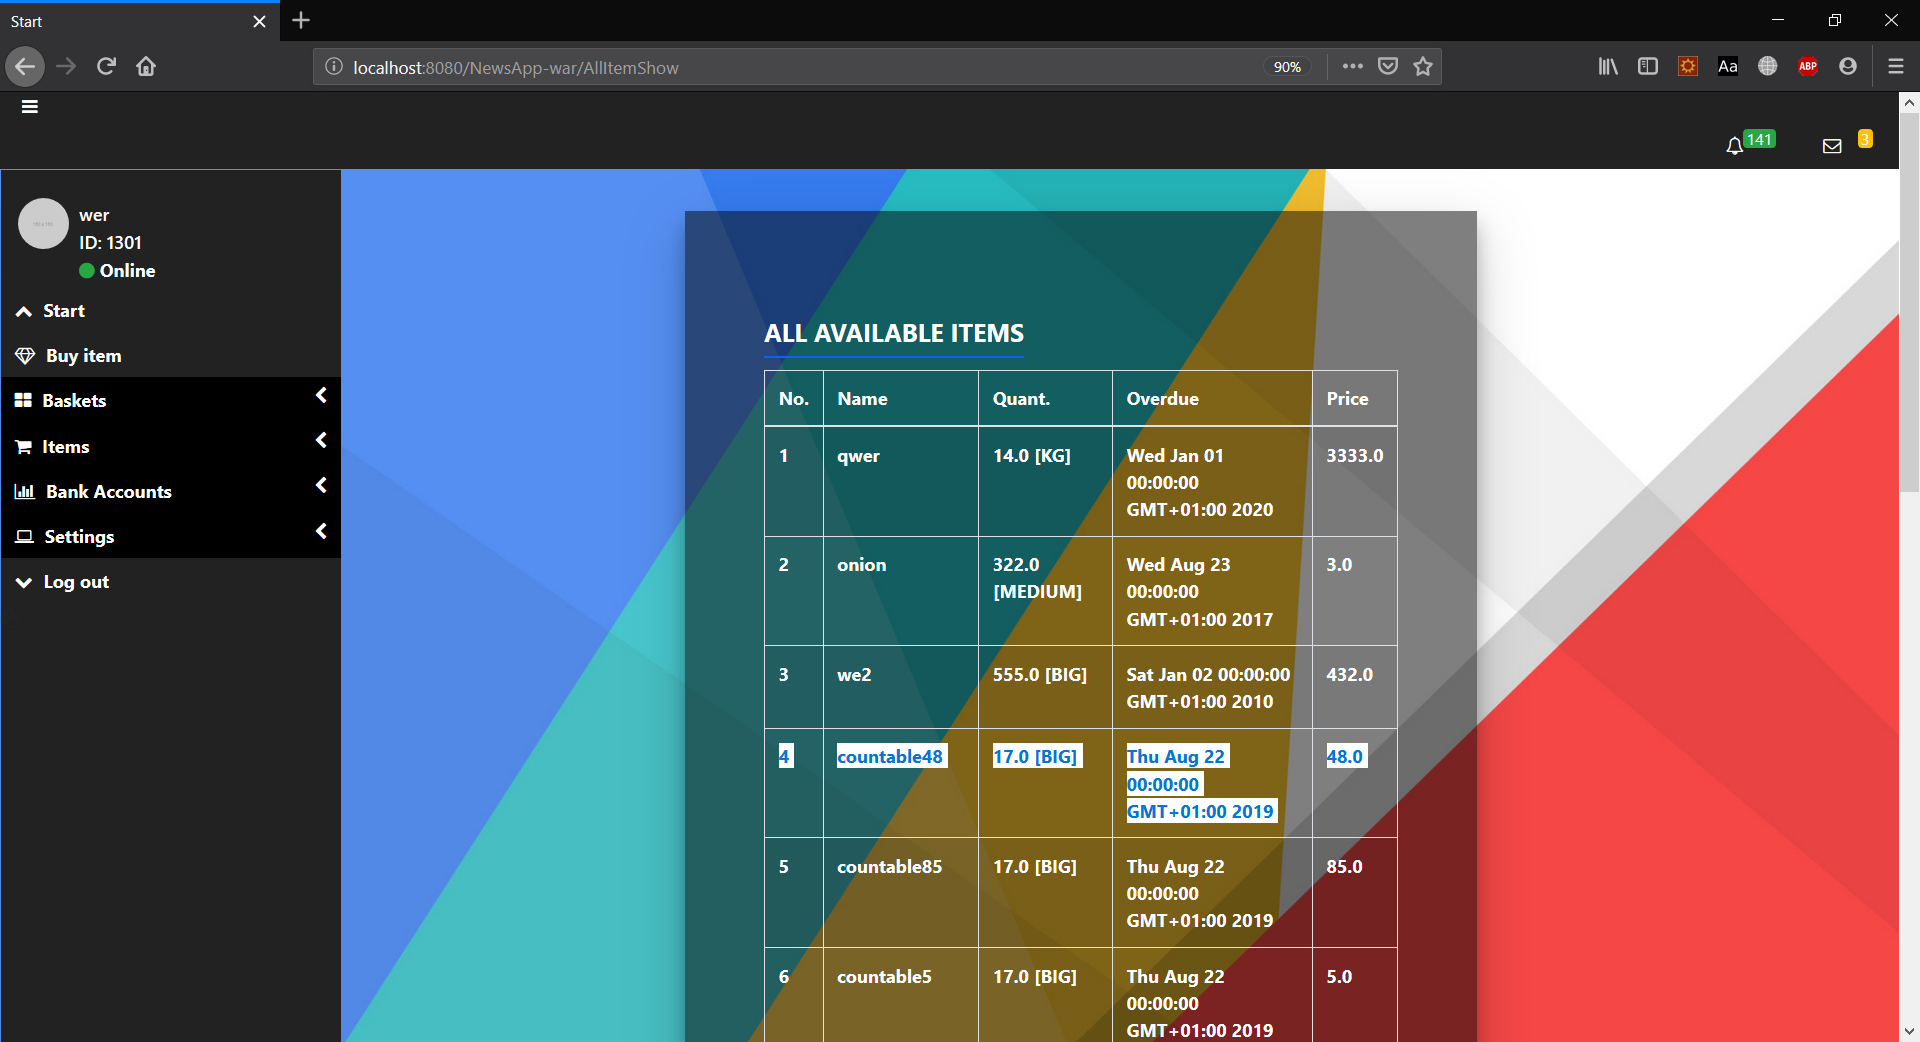 Start
localhost:8080/NewsApp-war/AllItemShow
90%
Aa
ABP
141
3
wer
ID: 1301
Online
Start
Buy item
Baskets
Items
Bank Accounts
Settings
Log out
ALL AVAILABLE ITEMS
No. Name Quant. Overdue Price
1 qwer 14.0 [KG] Wed Jan 01 3333.0
00:00:00
GMT+01:00 2020
2 onion 322.0 Wed Aug 23 3.0
[MEDIUM] 00:00:00
GMT+01:00 2017
3 we2 555.0 [BIG] Sat Jan 02 00:00:00 432.0
GMT+01:00 2010
4 countable48 17.0 [BIG] Thu Aug 22 48.0
00:00:00
GMT+01:00 2019
5 countable85 17.0 [BIG] Thu Aug 22 85.0
00:00:00
GMT+01:00 2019
6 countable5 17.0 [BIG] Thu Aug 22 5.0
00:00:00
GMT+01:00 2019